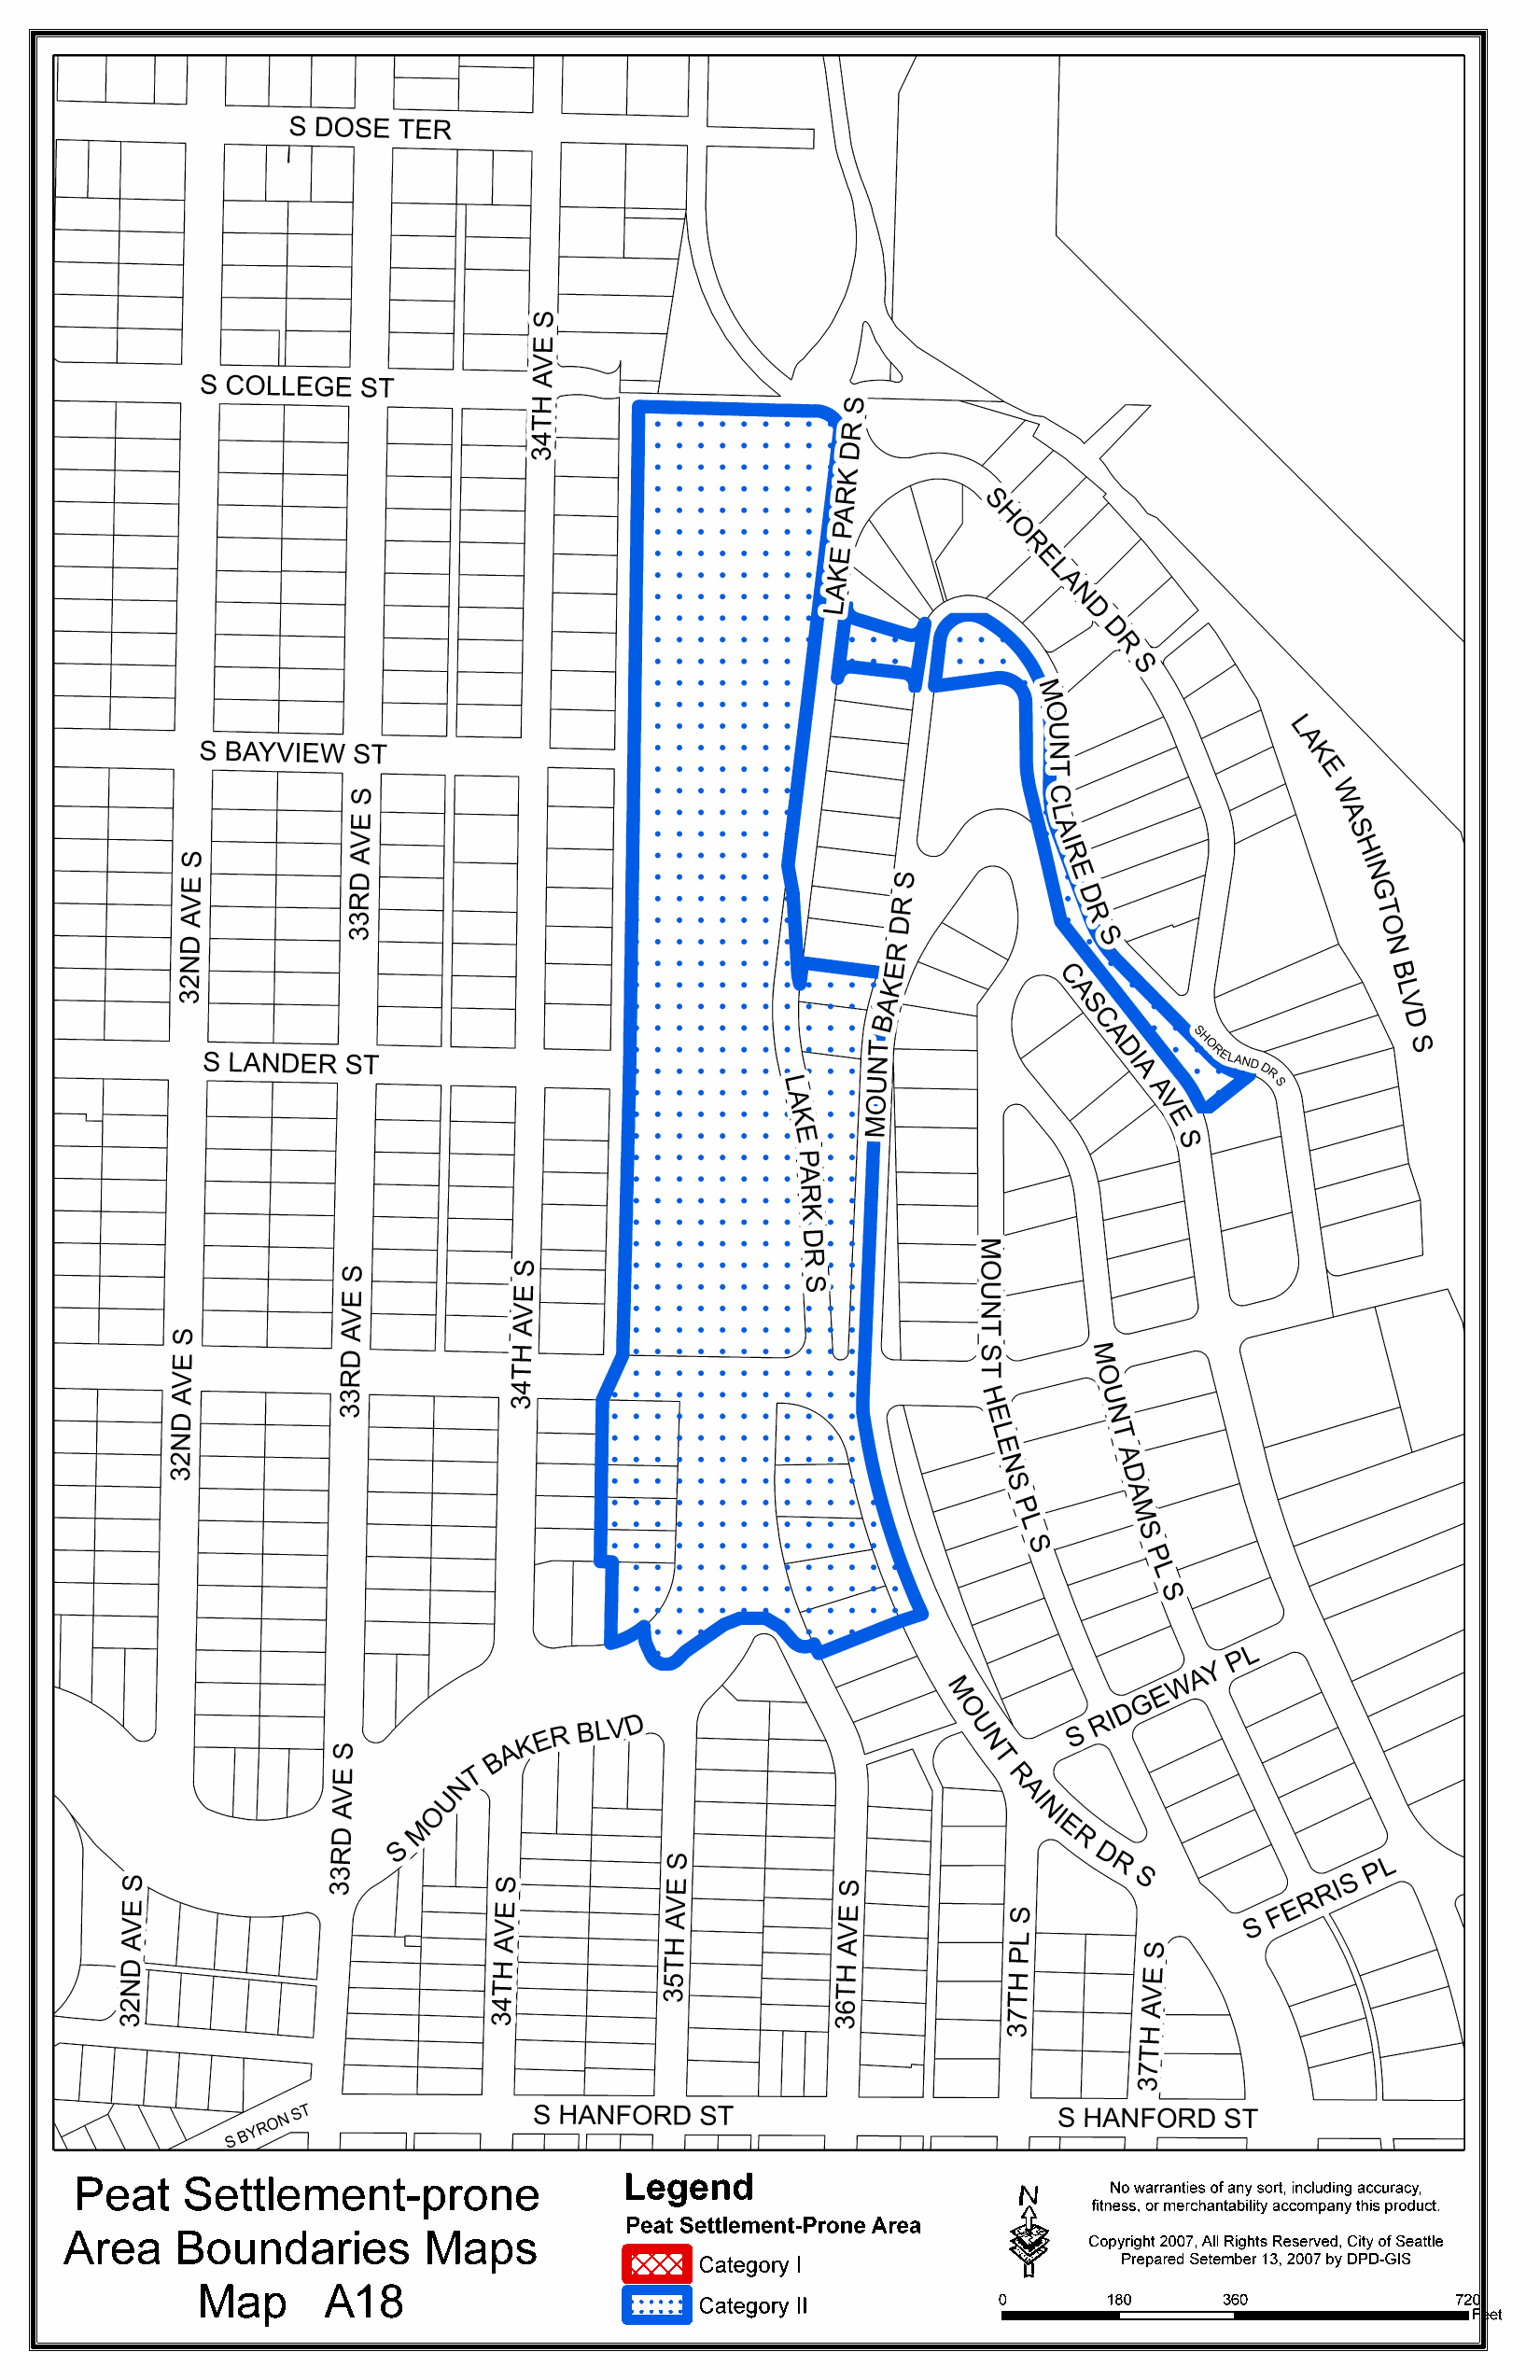 S DOSE TER
34TH AVE S
S COLLEGE ST
LAKE PARK DR S
SHORELAND DR S
MOUNT CLAIRE DR S
LAKE WASHINGTON BLVD S
S BAYVIEW ST
33RD AVE S
32ND AVE S
MOUNT BAKER DR S
CASCADIA AVE S
SHORELAND DR S
S LANDER ST
LAKE PARK DR S
MOUNT ST HELENS PL S
34TH AVE S
33RD AVE S
32ND AVE S
MOUNT ADAMS PL S
S RIDGEWAY PL
MOUNT RAINIER DR S
S MOUNT BAKER BLVD
33RD AVE S
S FERRIS PL
32ND AVE S
34TH AVE S
35TH AVE S
36TH AVE S
37TH PL S
37TH AVE S
S BYRON ST
S HANFORD ST
S HANFORD ST
Peat Settlement-prone
Area Boundaries Maps
Map A18
Legend
Peat Settlement-Prone Area
Category I
Category II
N
No warranties of any sort, including accuracy,
fitness, or merchantability accompany this product.
Copyright 2007, All Rights Reserved, City of Seattle
Prepared Setember 13, 2007 by DPD-GIS
0 180 360 720
Feet